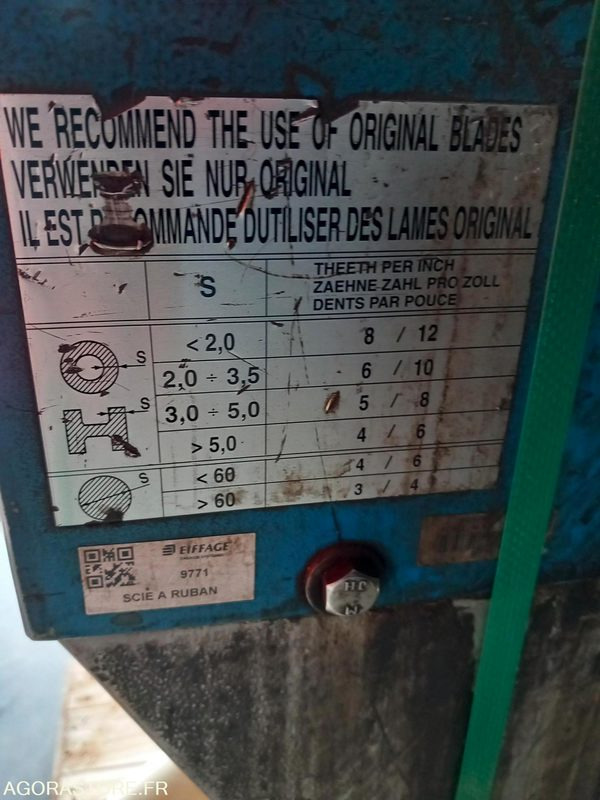 WE RECOMMEND THE USE OF ORIGINAL BLADES
VERWENDEN SIE NUR ORIGINAL
IL EST RECOMMANDE DUTILISER DES LAMES ORIGINAL
S
THEETH PER INCH
ZAEHNE ZAHL PRO ZOLL
DENTS PAR POUCE
S
< 2,0 8 / 12
2,0 ÷ 3,5 6 / 10
S
3,0 ÷ 5,0 5 / 8
> 5,0 4 / 6
S
< 60 4 / 6
> 60 3 / 4
EIFFAGE
9771
SCIE A RUBAN
HC
AGORASTORE.FR